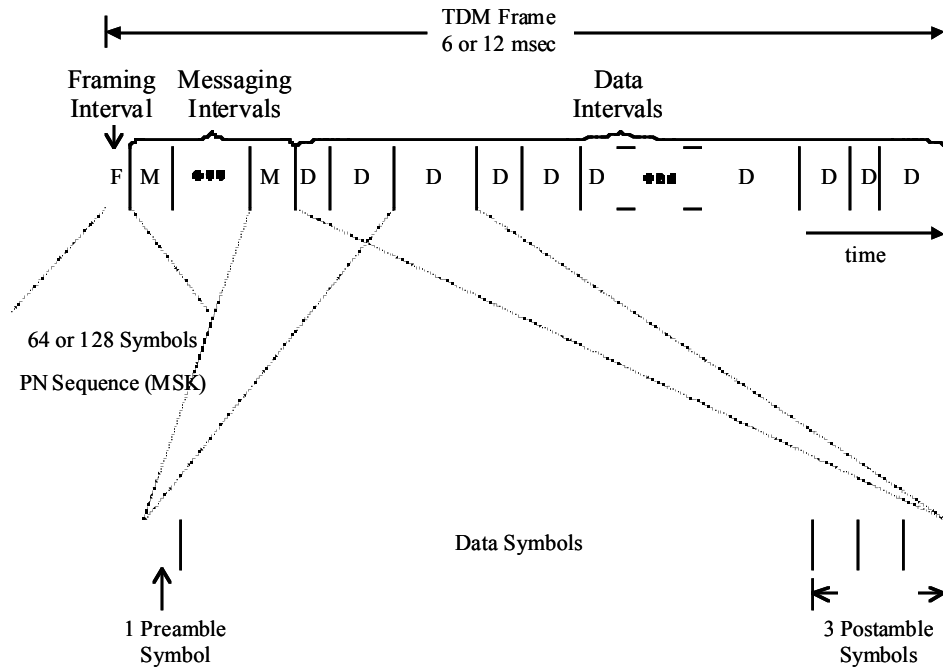 TDM Frame
6 or 12 msec
Framing
Interval
Messaging
Intervals
Data
Intervals
F M M D D D D D D D D D D
time
64 or 128 Symbols
PN Sequence (MSK)
Data Symbols
1 Preamble
Symbol
3 Postamble
Symbols